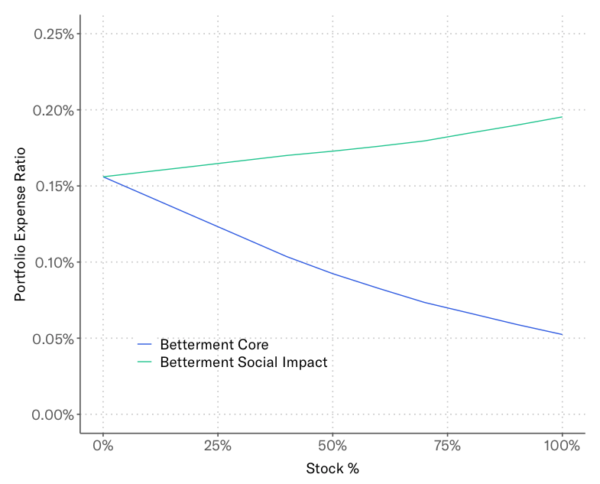 0.25%
0.20%
0.15%
0.10%
0.05%
0.00%
Portfolio Expense Ratio
Betterment Core
Betterment Social Impact
0%
25%
50%
75%
100%
Stock %